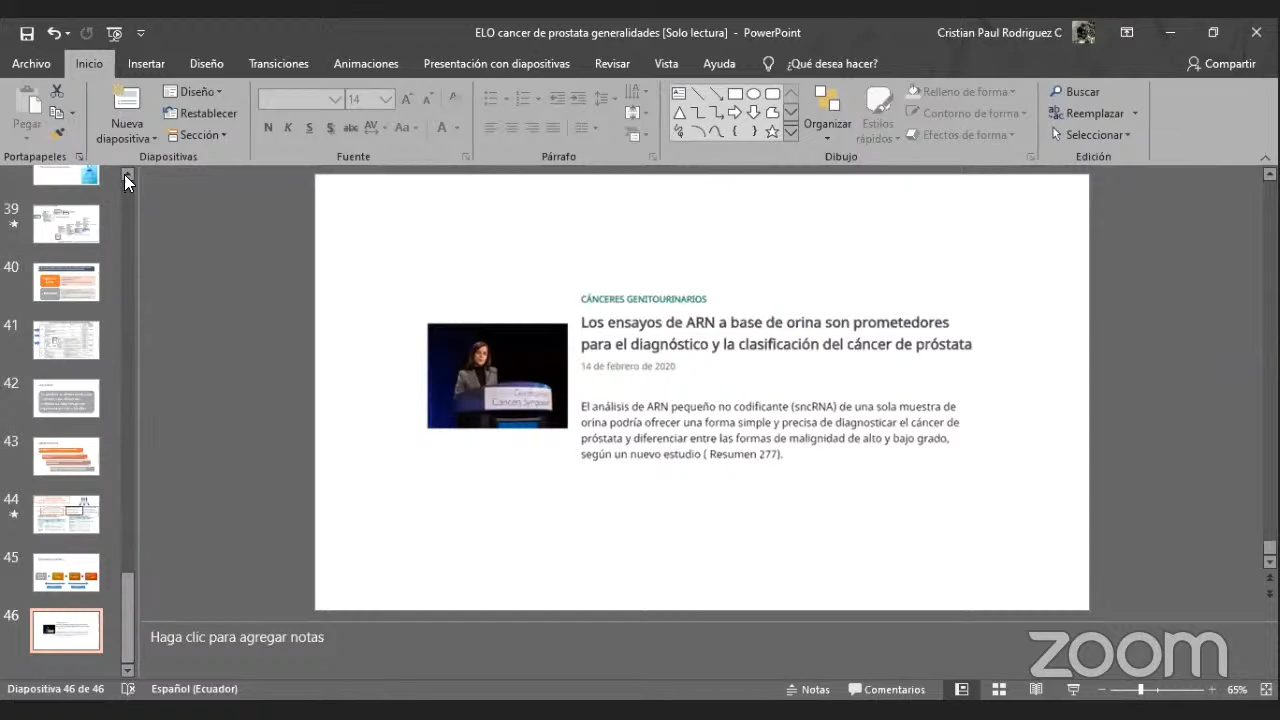 ELO cancer de prostata generalidades [Solo lectura] - PowerPoint
Cristian Paul Rodriguez C
Archivo
Inicio
Insertar
Diseño
Transiciones
Animaciones
Presentación con diapositivas
Revisar
Vista
Ayuda
¿Qué desea hacer?
Compartir
Pegar
Nueva
diapositiva
Diseño
Restablecer
Sección
14
N K S S abc AV Aa A
Organizar
Estilos
rápidos
Relleno de forma
Contorno de forma
Efectos de forma
Buscar
Reemplazar
Seleccionar
Portapapeles
Diapositivas
Fuente
Párrafo
Dibujo
Edición
39
40
41
42
43
44
45
46
CÁNCERES GENITOURINARIOS
Los ensayos de ARN a base de orina son prometedores
para el diagnóstico y la clasificación del cáncer de próstata
14 de febrero de 2020
El análisis de ARN pequeño no codificante (sncRNA) de una sola muestra de
orina podría ofrecer una forma simple y precisa de diagnosticar el cáncer de
próstata y diferenciar entre las formas de malignidad de alto y bajo grado,
según un nuevo estudio ( Resumen 277).
Haga clic para agregar notas
zoom
Diapositiva 46 de 46
Español (Ecuador)
Notas
Comentarios
65%